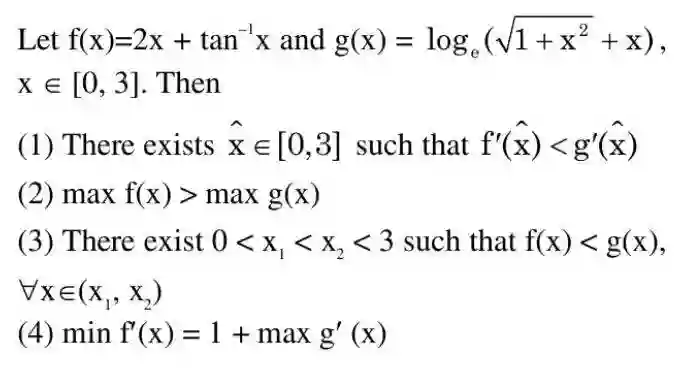 Let f(x)=2x + tan⁻¹x and g(x) = logₑ(√(1 + x²) + x),
x ∈ [0, 3]. Then
(1) There exists x̂ ∈ [0,3] such that f′(x̂) < g′(x̂)
(2) max f(x) > max g(x)
(3) There exist 0 < x₁ < x₂ < 3 such that f(x) < g(x),
∀x∈(x₁, x₂)
(4) min f′(x) = 1 + max g′ (x)